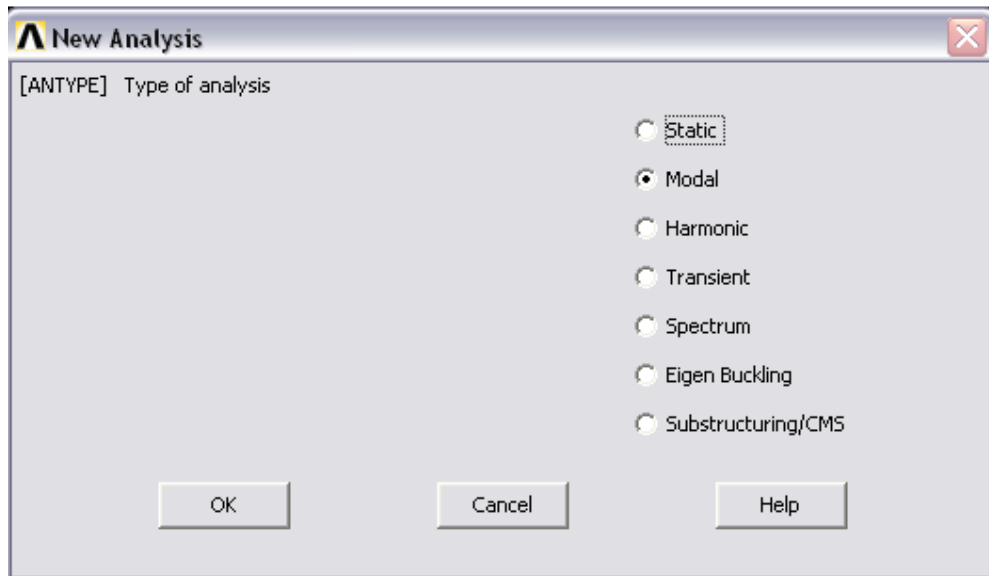 New Analysis
[ANTYPE] Type of analysis
Static
Modal
Harmonic
Transient
Spectrum
Eigen Buckling
Substructuring/CMS
OK Cancel Help